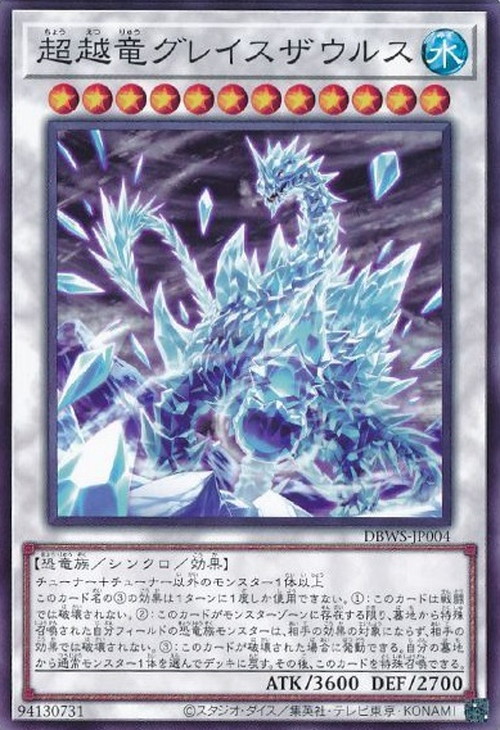 超越竜グレイスザウルス
水
DBWS-JP004
【恐竜族/シンクロ/効果】
チューナー+チューナー以外のモンスター1体以上
このカード名の③の効果は1ターンに1度しか使用できない。①:このカードは戦闘
では破壊されない。②:このカードがモンスターゾーンに存在する限り、墓地から特殊
召喚された自分フィールドの恐竜族モンスターは、相手の効果の対象にならず、相手の
効果では破壊されない。③:このカードが破壊された場合に発動できる。自分の墓地
から通常モンスター1体を選んでデッキに戻す。その後、このカードを特殊召喚できる。
ATK/3600 DEF/2700
94130731 ©スタジオ・ダイス/集英社・テレビ東京・KONAMI